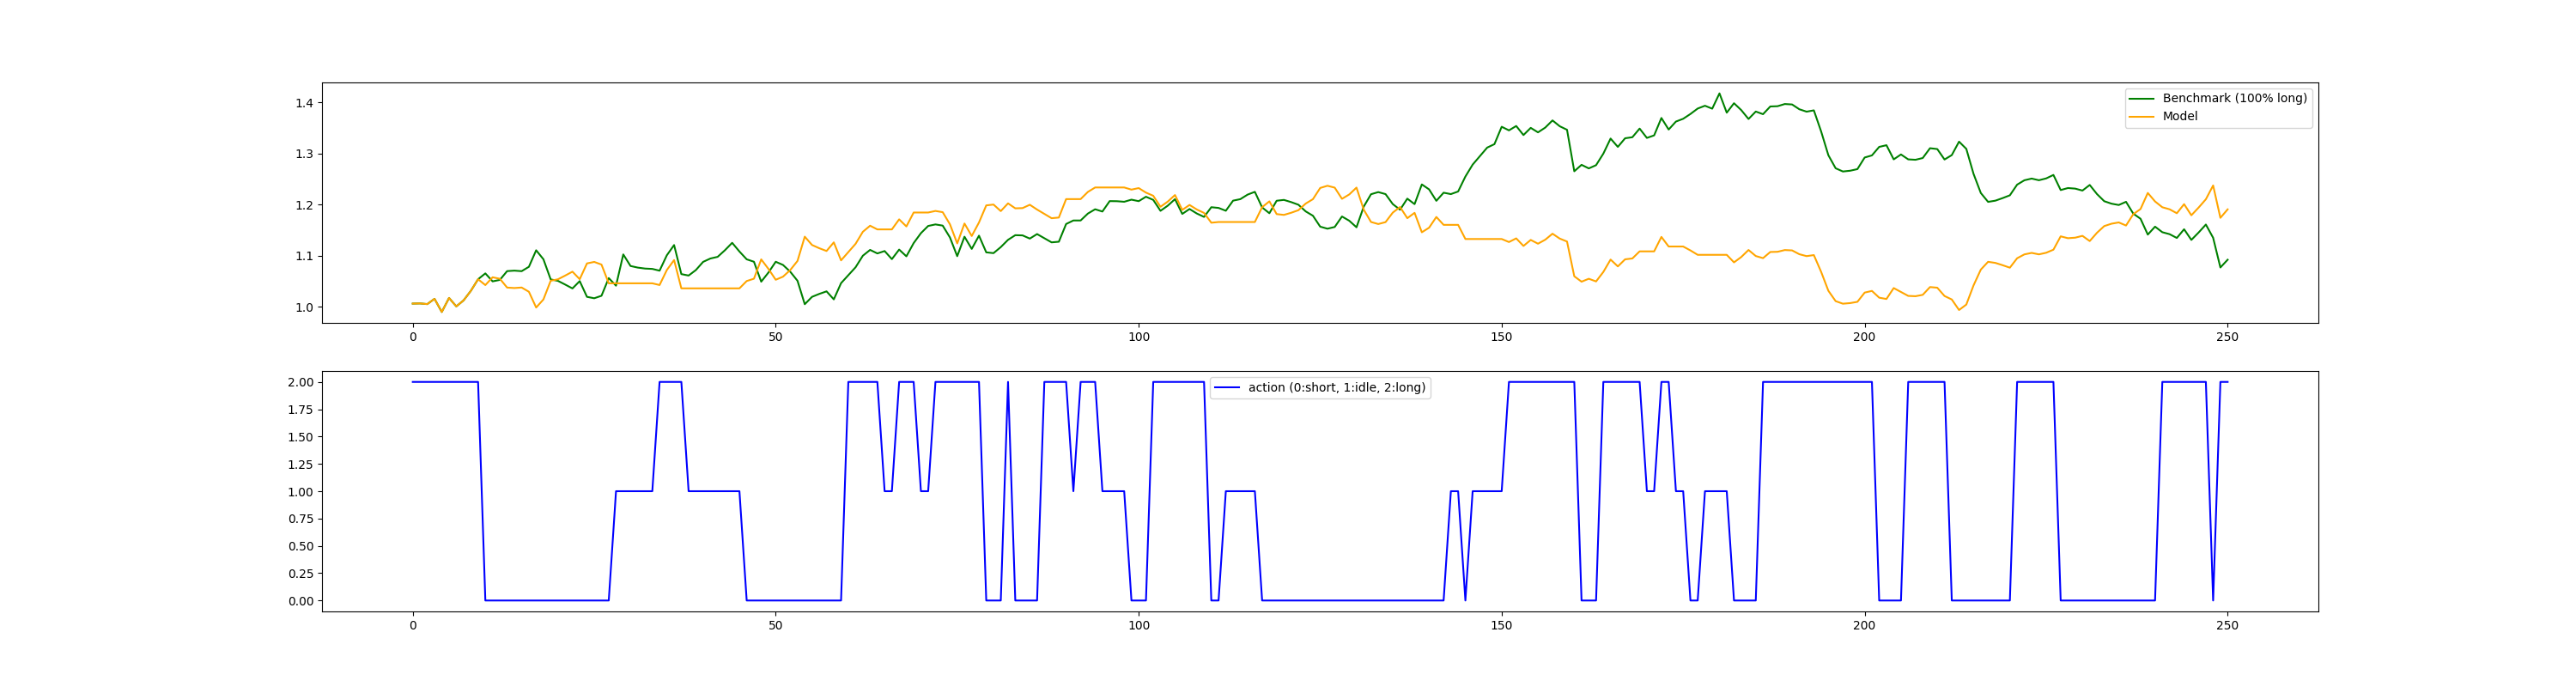 1.4
1.3
1.2
1.1
1.0
Benchmark (100% long)
Model
0 50 100 150 200 250
2.00
1.75
1.50
1.25
1.00
0.75
0.50
0.25
0.00
action (0:short, 1:idle, 2:long)
0 50 100 150 200 250